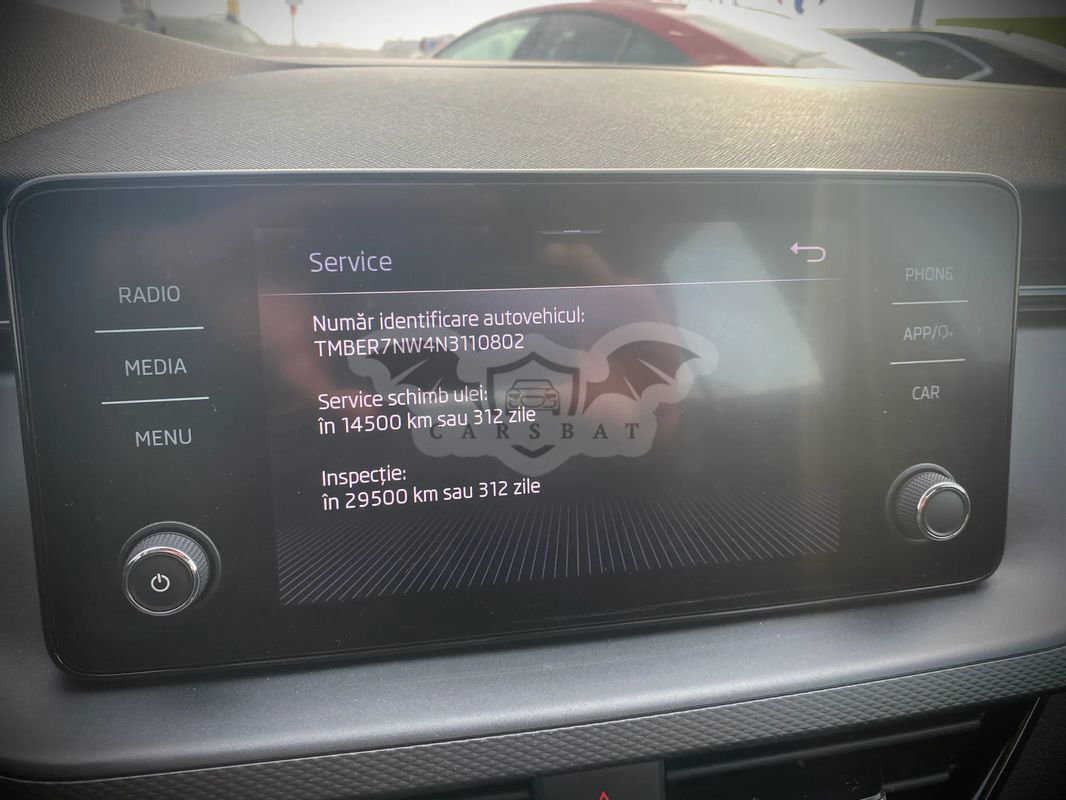 Service
RADIO
MEDIA
MENU
Număr identificare autovehicul:
TMBER7NW4N3110802
Service schimb ulei:
în 14500 km sau 312 zile
Inspecție:
în 29500 km sau 312 zile
CARSBAT
PHONE
APP/
CAR